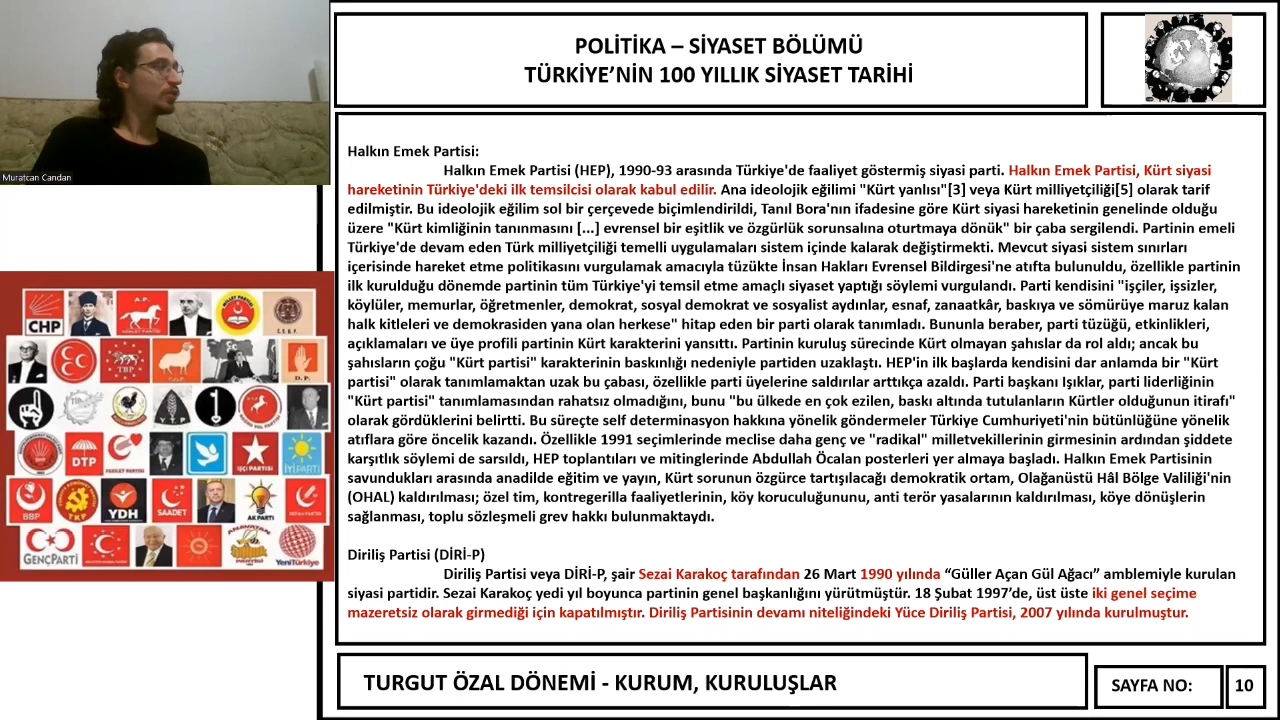 POLİTİKA – SİYASET BÖLÜMÜ
TÜRKİYE'NİN 100 YILLIK SİYASET TARİHİ
Muratcan Candan
Halkın Emek Partisi:
Halkın Emek Partisi (HEP), 1990-93 arasında Türkiye'de faaliyet göstermiş siyasi parti. Halkın Emek Partisi, Kürt siyasi
hareketinin Türkiye'deki ilk temsilcisi olarak kabul edilir. Ana ideolojik eğilimi "Kürt yanlısı"[3] veya Kürt milliyetçiliği[5] olarak tarif
edilmiştir. Bu ideolojik eğilim sol bir çerçevede biçimlendirildi, Tanıl Bora'nın ifadesine göre Kürt siyasi hareketinin genelinde olduğu
üzere "Kürt kimliğinin tanınmasını [...] evrensel bir eşitlik ve özgürlük sorunsalına oturtmaya dönük" bir çaba sergilendi. Partinin emeli
Türkiye'de devam eden Türk milliyetçiliği temelli uygulamaları sistem içinde kalarak değiştirmekti. Mevcut siyasi sistem sınırları
içerisinde hareket etme politikasını vurgulamak amacıyla tüzükte İnsan Hakları Evrensel Bildirgesi'ne atıfta bulunuldu, özellikle partinin
ilk kurulduğu dönemde partinin tüm Türkiye'yi temsil etme amaçlı siyaset yaptığı söylemi vurgulandı. Parti kendisini "işçiler, işsizler,
köylüler, memurlar, öğretmenler, demokrat, sosyal demokrat ve sosyalist aydınlar, esnaf, zanaatkâr, baskıya ve sömürüye maruz kalan
halk kitleleri ve demokrasiden yana olan herkese" hitap eden bir parti olarak tanımladı. Bununla beraber, parti tüzüğü, etkinlikleri,
açıklamaları ve üye profili partinin Kürt karakterini yansıttı. Partinin kuruluş sürecinde Kürt olmayan şahıslar da rol aldı; ancak bu
şahısların çoğu "Kürt partisi" karakterinin baskınlığı nedeniyle partiden uzaklaştı. HEP'in ilk başlarda kendisini dar anlamda bir "Kürt
partisi" olarak tanımlamaktan uzak bu çabası, özellikle parti üyelerine saldırılar arttıkça azaldı. Parti başkanı Işıklar, parti liderliğinin
"Kürt partisi" tanımlamasından rahatsız olmadığını, bunu "bu ülkede en çok ezilen, baskı altında tutulanların Kürtler olduğunun itirafı"
olarak gördüklerini belirtti. Bu süreçte self determinasyon hakkına yönelik göndermeler Türkiye Cumhuriyeti'nin bütünlüğüne yönelik
atıflara göre öncelik kazandı. Özellikle 1991 seçimlerinde meclise daha genç ve "radikal" milletvekillerinin girmesinin ardından şiddete
karşıtlık söylemi de sarsıldı, HEP toplantıları ve mitinglerinde Abdullah Öcalan posterleri yer almaya başladı. Halkın Emek Partisinin
savundukları arasında anadilde eğitim ve yayın, Kürt sorunun özgürce tartışılacağı demokratik ortam, Olağanüstü Hâl Bölge Valiliği'nin
(OHAL) kaldırılması; özel tim, kontregerilla faaliyetlerinin, köy koruculuğununu, anti terör yasalarının kaldırılması, köye dönüşlerin
sağlanması, toplu sözleşmeli grev hakkı bulunmaktaydı.
Diriliş Partisi (DİRİ-P)
Diriliş Partisi veya DİRİ-P, şair Sezai Karakoç tarafından 26 Mart 1990 yılında “Güller Açan Gül Ağacı” amblemiyle kurulan
siyasi partidir. Sezai Karakoç yedi yıl boyunca partinin genel başkanlığını yürütmüştür. 18 Şubat 1997’de, üst üste iki genel seçime
mazeretsiz olarak girmediği için kapatılmıştır. Diriliş Partisinin devamı niteliğindeki Yüce Diriliş Partisi, 2007 yılında kurulmuştur.
CHP
A.P.
MİLLET PARTİSİ
TBP
D.P.
Y.T.P
DTP
FAZİLET PARTİSİ
İŞÇİ PARTİSİ
İYİ PARTİ
BBP
TKP
YDH
SAADET
AK PARTİ
GENÇPARTİ
ANAVATAN
PARTİSİ
YeniTürkiye
TURGUT ÖZAL DÖNEMİ - KURUM, KURULUŞLAR
SAYFA NO:
10